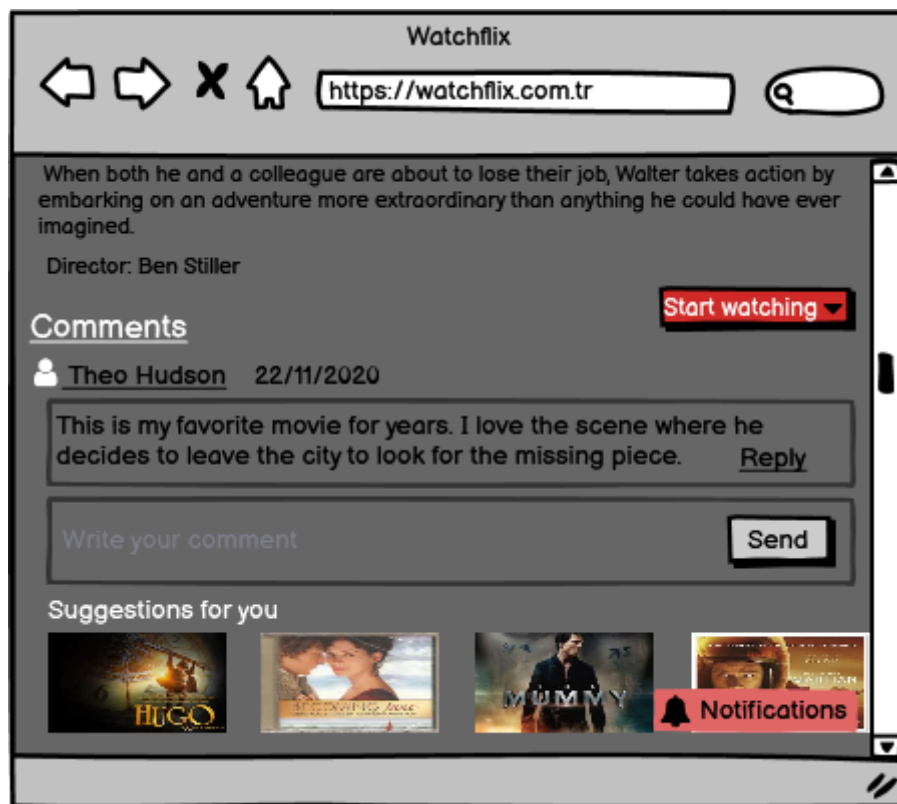 Watchflix
https://watchflix.com.tr
When both he and a colleague are about to lose their job, Walter takes action by
embarking on an adventure more extraordinary than anything he could have ever
imagined.
Director: Ben Stiller
Start watching
Comments
Theo Hudson 22/11/2020
This is my favorite movie for years. I love the scene where he
decides to leave the city to look for the missing piece. Reply
Write your comment Send
Suggestions for you
HUGO
BECOMING Jane
MUMMY
Notifications